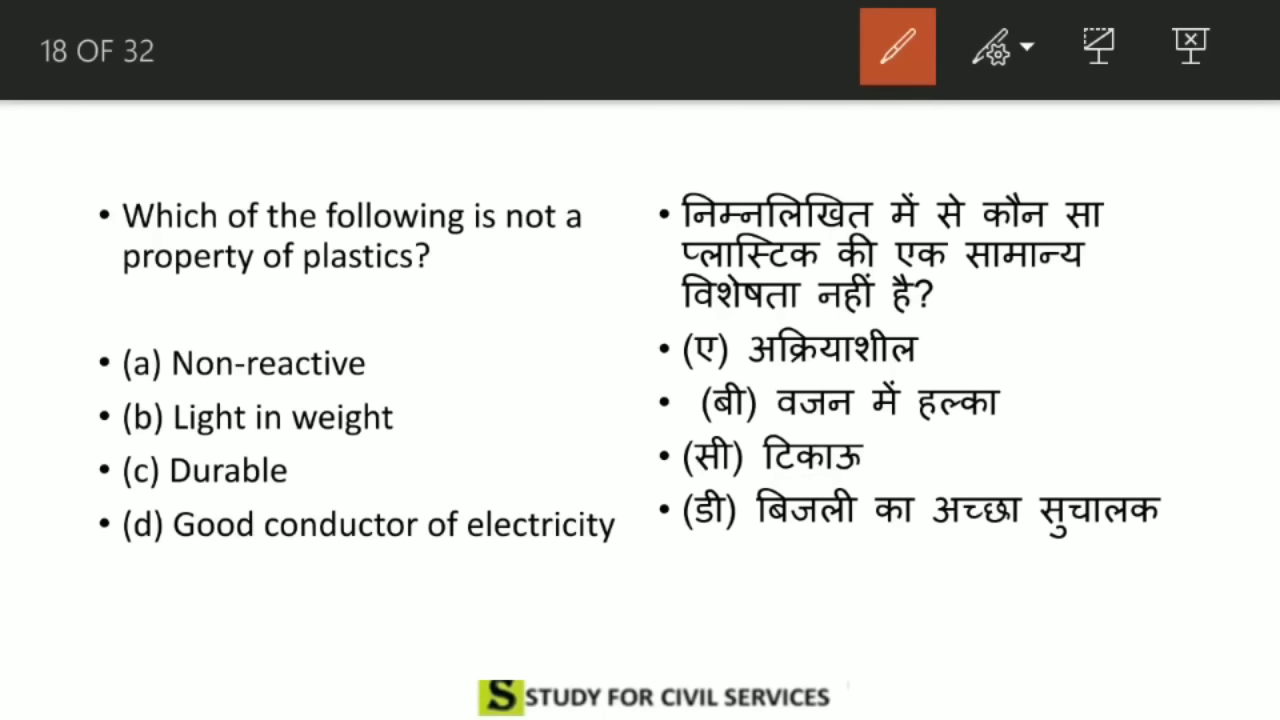 18 OF 32
• Which of the following is not a
property of plastics?
• (a) Non-reactive
• (b) Light in weight
• (c) Durable
• (d) Good conductor of electricity
• निम्नलिखित में से कौन सा
प्लास्टिक की एक सामान्य
विशेषता नहीं है?
• (ए) अक्रियाशील
• (बी) वजन में हल्का
• (सी) टिकाऊ
• (डी) बिजली का अच्छा सुचालक
S STUDY FOR CIVIL SERVICES